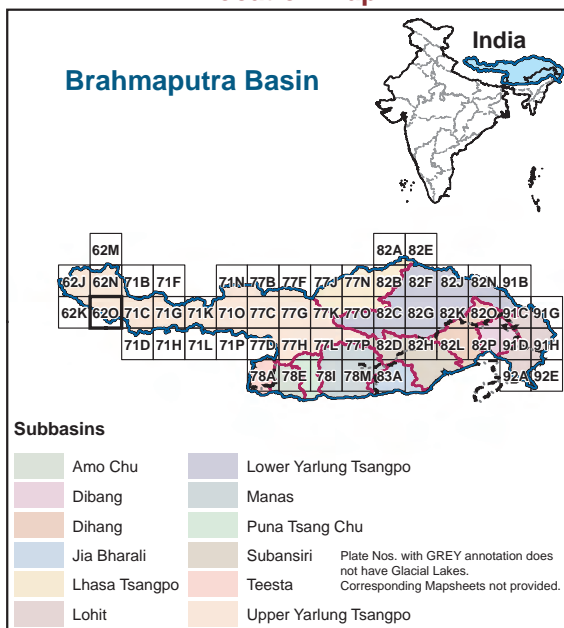 India
Brahmaputra Basin
62M 82A 82E
62J 62N 71B 71F 71N 77B 77F 77J 77N 82B 82F 82J 82N 91B
62K 62O 71C 71G 71K 71O 77C 77G 77K 77O 82C 82G 82K 82O 91C 91G
71D 71H 71L 71P 77D 77H 77L 77P 82D 82H 82L 82P 91D 91H
78A 78E 78I 78M 83A 92A 92E
Subbasins
Amo Chu Lower Yarlung Tsangpo
Dibang Manas
Dihang Puna Tsang Chu
Jia Bharali Subansiri Plate Nos. with GREY annotation does
not have Glacial Lakes.
Lhasa Tsangpo Teesta Corresponding Mapsheets not provided.
Lohit Upper Yarlung Tsangpo